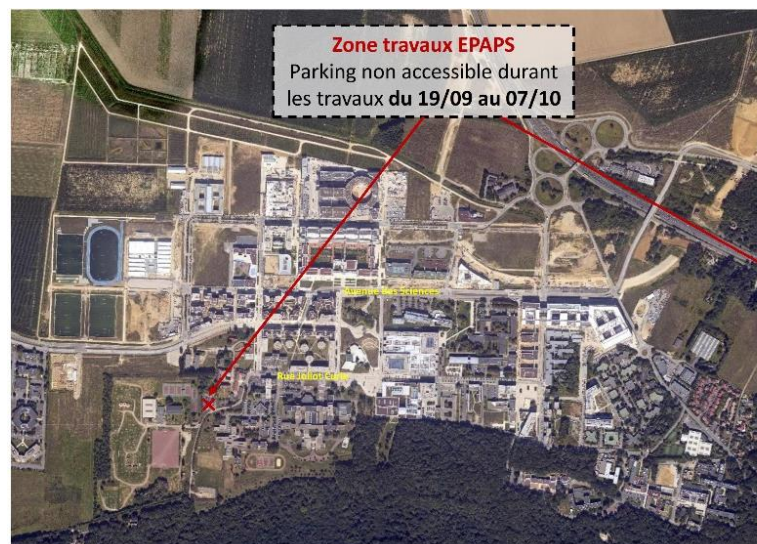 Zone travaux EPAPS
Parking non accessible durant
les travaux du 19/09 au 07/10
Avenue des Sciences
Rue Joliot Curie